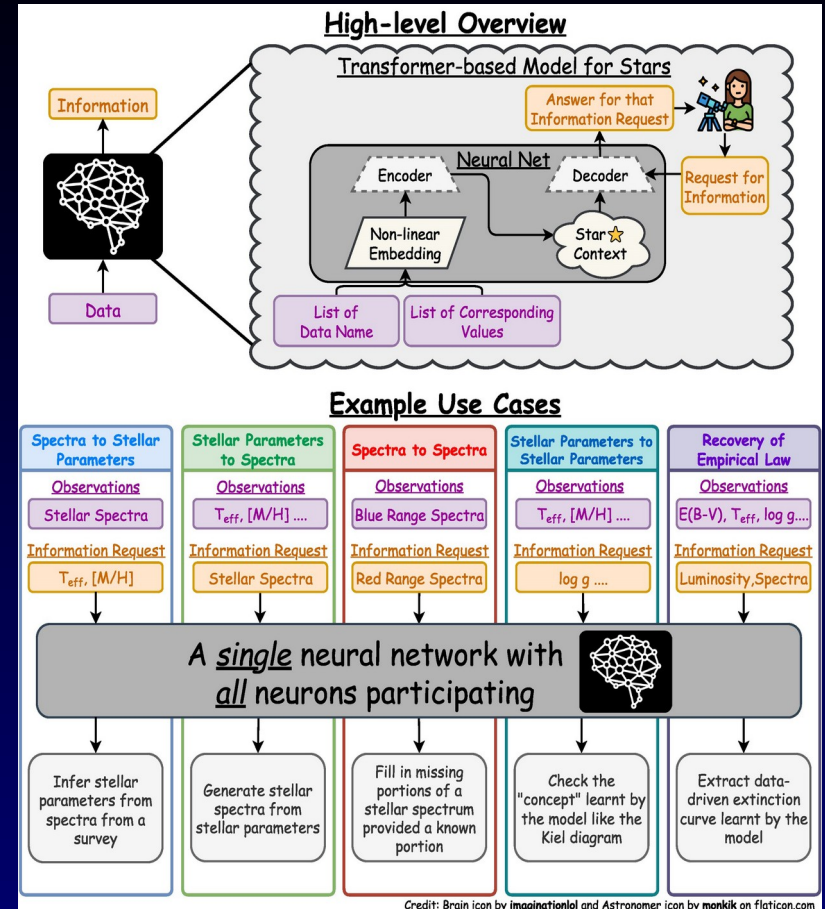 High-level Overview
Transformer-based Model for Stars
Information
Data
Answer for that
Information Request
Request for
Information
Neural Net
Encoder
Decoder
Non-linear
Embedding
Star
Context
List of
Data Name
List of Corresponding
Values
Example Use Cases
Spectra to Stellar
Parameters
Observations
Stellar Spectra
Information Request
Teff, [M/H]
Stellar Parameters
to Spectra
Observations
Teff, [M/H] ....
Information Request
Stellar Spectra
Spectra to Spectra
Observations
Blue Range Spectra
Information Request
Red Range Spectra
Stellar Parameters to
Stellar Parameters
Observations
Teff, [M/H] ....
Information Request
log g ....
Recovery of
Empirical Law
Observations
E(B-V), Teff, log g....
Information Request
Luminosity,Spectra
A single neural network with
all neurons participating
Infer stellar
parameters from
spectra from a
survey
Generate stellar
spectra from
stellar parameters
Fill in missing
portions of a
stellar spectrum
provided a known
portion
Check the
"concept" learnt by
the model like the
Kiel diagram
Extract data-
driven extinction
curve learnt by the
model
Credit: Brain icon by imaginationlol and Astronomer icon by monkik on flaticon.com